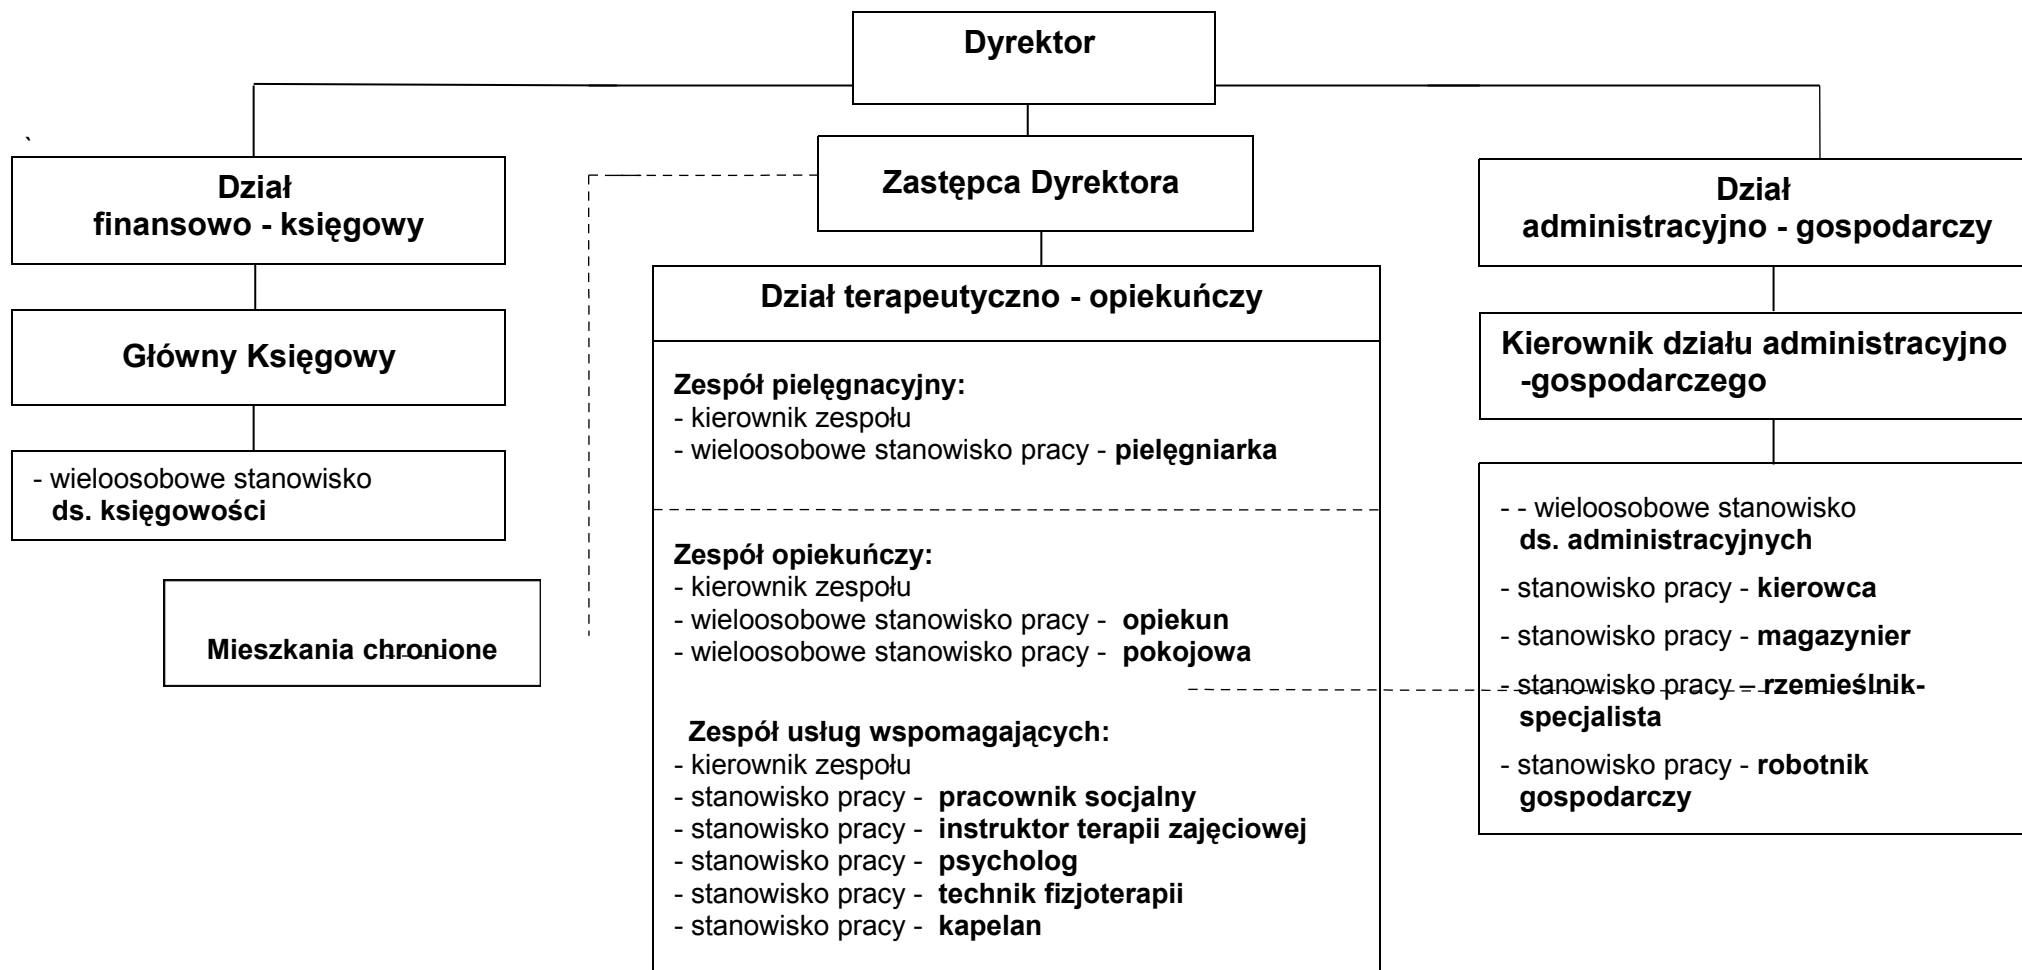 Dyrektor
`
Dział
finansowo - księgowy
Zastępca Dyrektora
Dział
administracyjno - gospodarczy
Główny Księgowy
- wieloosobowe stanowisko
ds. księgowości
Mieszkania chronione
Dział terapeutyczno - opiekuńczy
Zespół pielęgnacyjny:
- kierownik zespołu
- wieloosobowe stanowisko pracy - pielęgniarka
Zespół opiekuńczy:
- kierownik zespołu
- wieloosobowe stanowisko pracy - opiekun
- wieloosobowe stanowisko pracy - pokojowa
Zespół usług wspomagających:
- kierownik zespołu
- stanowisko pracy - pracownik socjalny
- stanowisko pracy - instruktor terapii zajęciowej
- stanowisko pracy - psycholog
- stanowisko pracy - technik fizjoterapii
- stanowisko pracy - kapelan
Kierownik działu administracyjno
-gospodarczego
- - wieloosobowe stanowisko
ds. administracyjnych
- stanowisko pracy - kierowca
- stanowisko pracy - magazynier
- stanowisko pracy – rzemieślnik-
specjalista
- stanowisko pracy - robotnik
gospodarczy